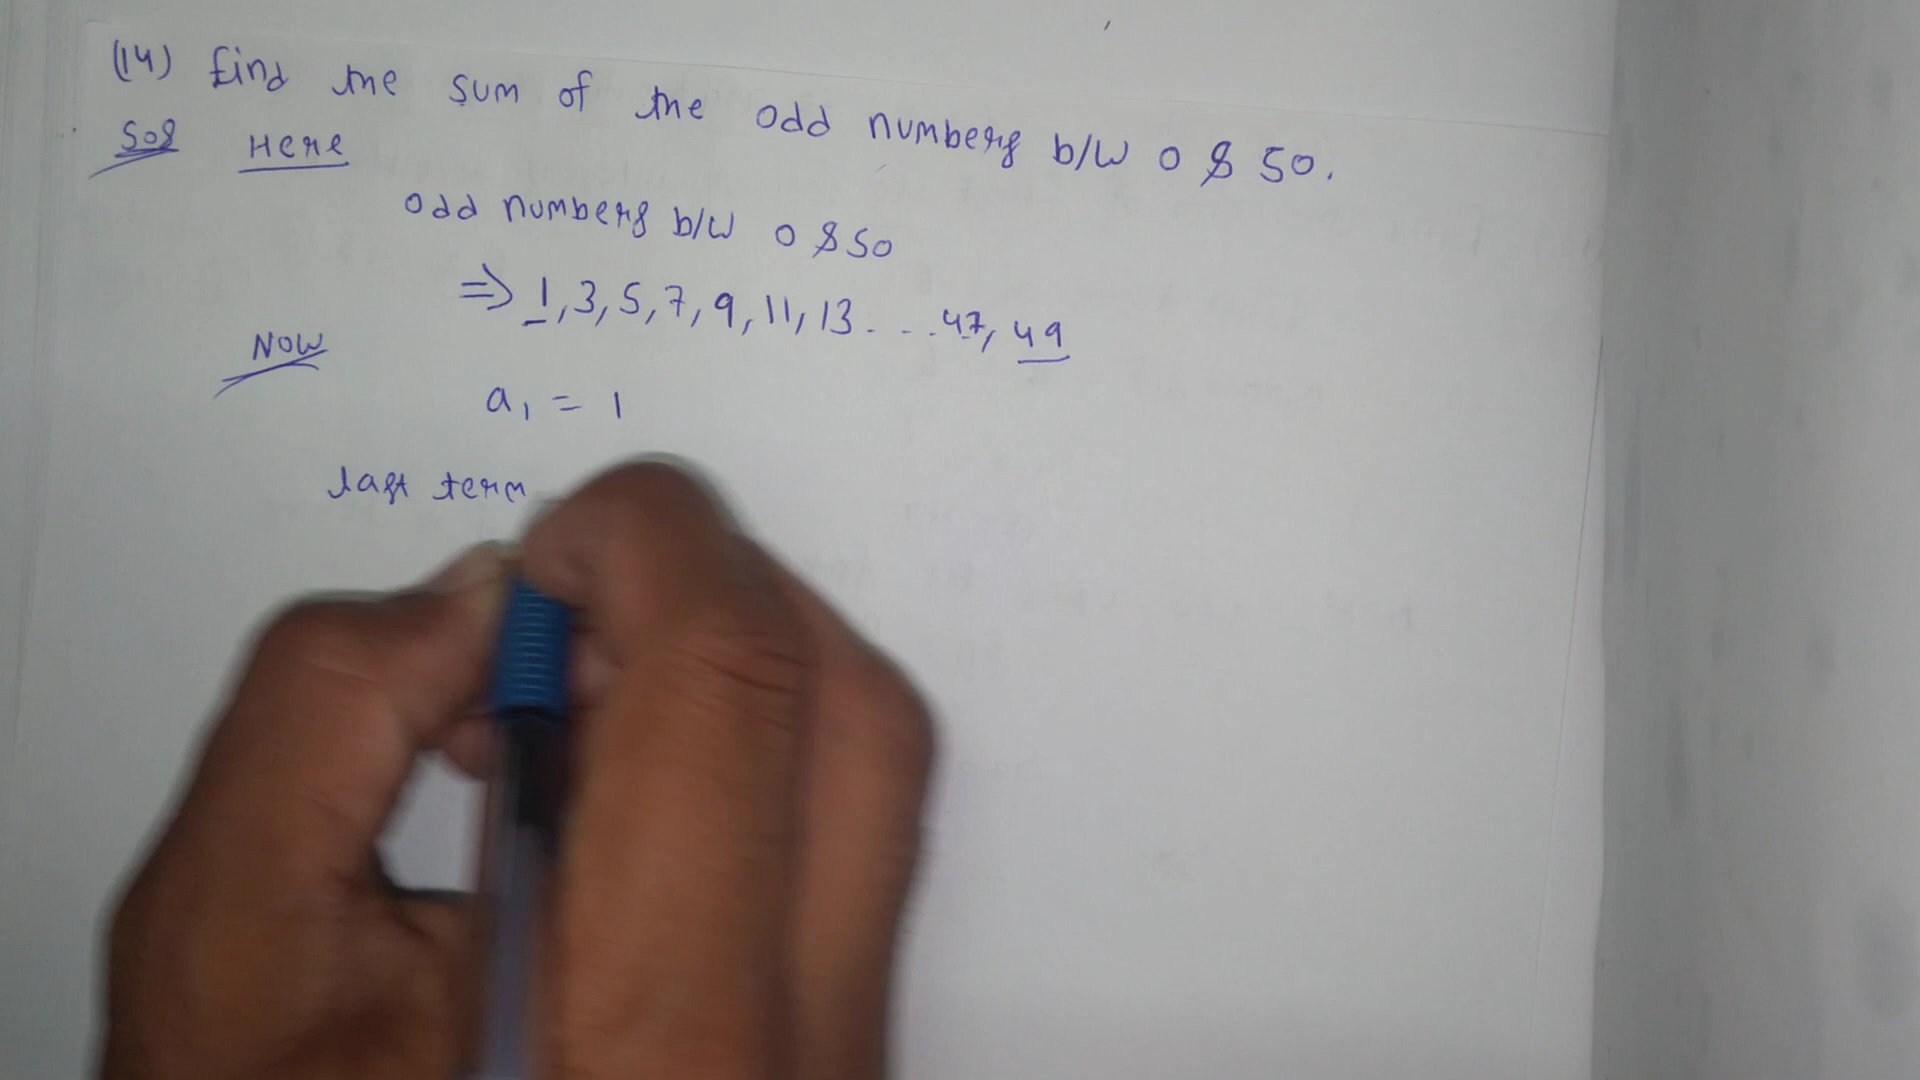 (14) find the sum of the odd numbers b/w 0 & 50.
Sol Here
odd numbers b/w 0 & 50
⇒ 1, 3, 5, 7, 9, 11, 13 . . . 47, 49
Now
a₁ = 1
last term